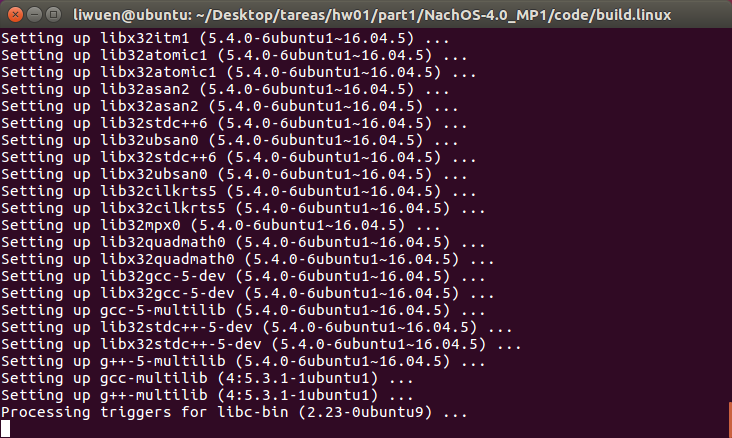 liwuen@ubuntu: ~/Desktop/tareas/hw01/part1/NachOS-4.0_MP1/code/build.linux
Setting up libx32itm1 (5.4.0-6ubuntu1~16.04.5) ...
Setting up lib32atomic1 (5.4.0-6ubuntu1~16.04.5) ...
Setting up libx32atomic1 (5.4.0-6ubuntu1~16.04.5) ...
Setting up lib32asan2 (5.4.0-6ubuntu1~16.04.5) ...
Setting up libx32asan2 (5.4.0-6ubuntu1~16.04.5) ...
Setting up lib32stdc++6 (5.4.0-6ubuntu1~16.04.5) ...
Setting up lib32ubsan0 (5.4.0-6ubuntu1~16.04.5) ...
Setting up libx32stdc++6 (5.4.0-6ubuntu1~16.04.5) ...
Setting up libx32ubsan0 (5.4.0-6ubuntu1~16.04.5) ...
Setting up lib32cilkrts5 (5.4.0-6ubuntu1~16.04.5) ...
Setting up libx32cilkrts5 (5.4.0-6ubuntu1~16.04.5) ...
Setting up lib32mpx0 (5.4.0-6ubuntu1~16.04.5) ...
Setting up lib32quadmath0 (5.4.0-6ubuntu1~16.04.5) ...
Setting up libx32quadmath0 (5.4.0-6ubuntu1~16.04.5) ...
Setting up lib32gcc-5-dev (5.4.0-6ubuntu1~16.04.5) ...
Setting up libx32gcc-5-dev (5.4.0-6ubuntu1~16.04.5) ...
Setting up gcc-5-multilib (5.4.0-6ubuntu1~16.04.5) ...
Setting up lib32stdc++-5-dev (5.4.0-6ubuntu1~16.04.5) ...
Setting up libx32stdc++-5-dev (5.4.0-6ubuntu1~16.04.5) ...
Setting up g++-5-multilib (5.4.0-6ubuntu1~16.04.5) ...
Setting up gcc-multilib (4:5.3.1-1ubuntu1) ...
Setting up g++-multilib (4:5.3.1-1ubuntu1) ...
Processing triggers for libc-bin (2.23-0ubuntu9) ...